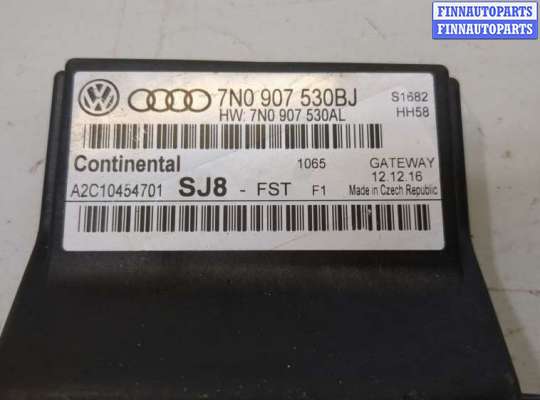 FINNAUTOPARTS
FINNAUTOPARTS
7N0 907 530BJ S1682
HW: 7N0 907 530AL HH58
Continental 1065 GATEWAY
12.12.16
A2C10454701 SJ8 - FST F1 Made in Czech Republic